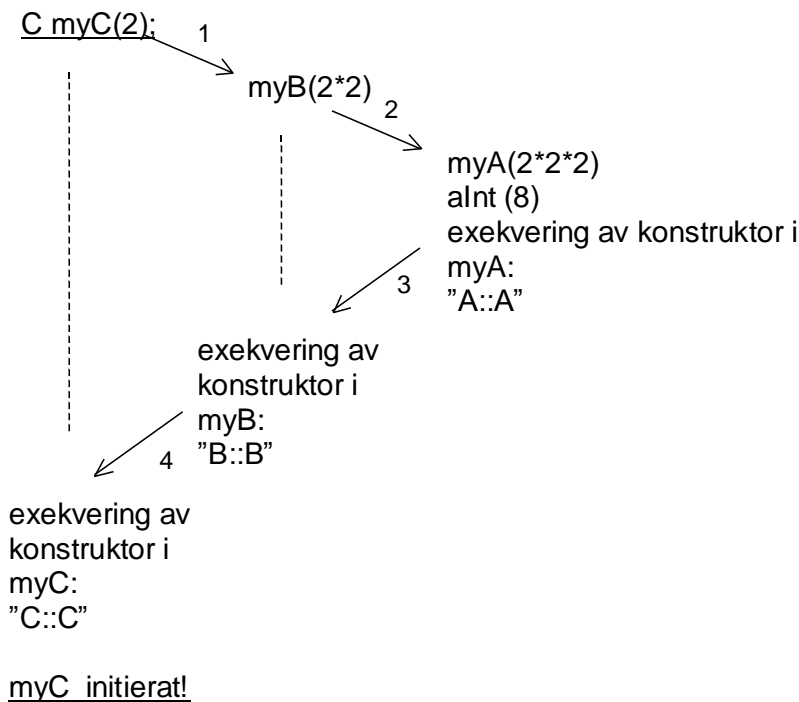 C myC(2);
1
myB(2*2)
2
myA(2*2*2)
aInt (8)
exekvering av konstruktor i
myA:
”A::A”
3
exekvering av
konstruktor i
myB:
”B::B”
4
exekvering av
konstruktor i
myC:
”C::C”
myC initierat!